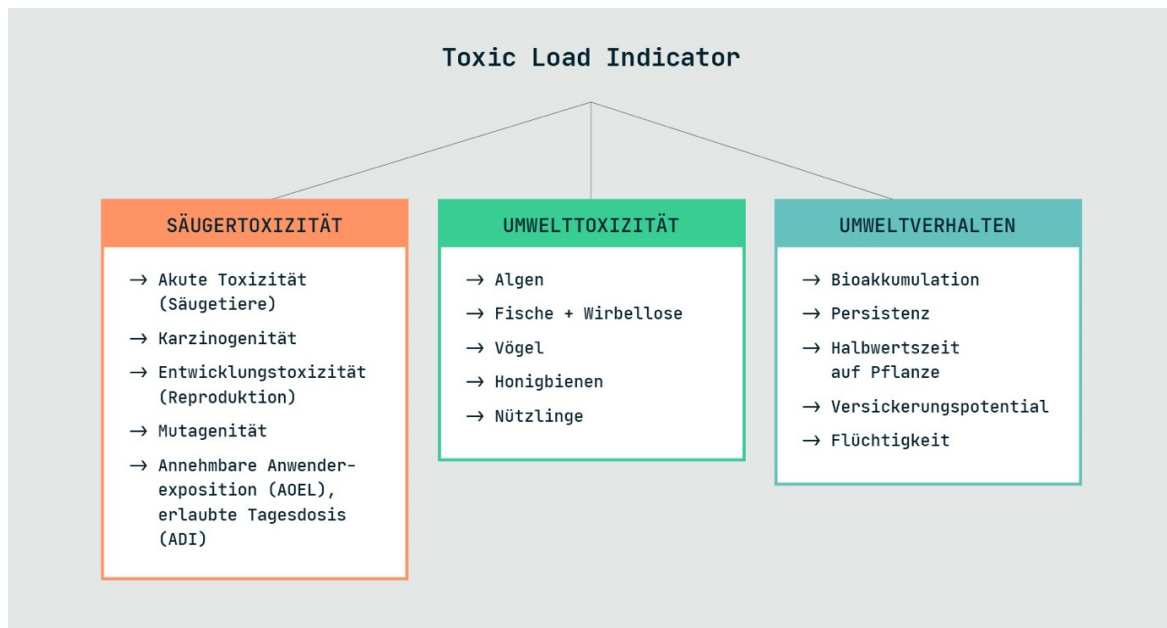 Toxic Load Indicator
SÄUGERTOXIZITÄT
→ Akute Toxizität
(Säugetiere)
→ Karzinogenität
→ Entwicklungstoxizität
(Reproduktion)
→ Mutagenität
→ Annehmbare Anwender-
exposition (AOEL),
erlaubte Tagesdosis
(ADI)
UMWELTTOXIZITÄT
→ Algen
→ Fische + Wirbellose
→ Vögel
→ Honigbienen
→ Nützlinge
UMWELTVERHALTEN
→ Bioakkumulation
→ Persistenz
→ Halbwertszeit
auf Pflanze
→ Versickerungspotential
→ Flüchtigkeit